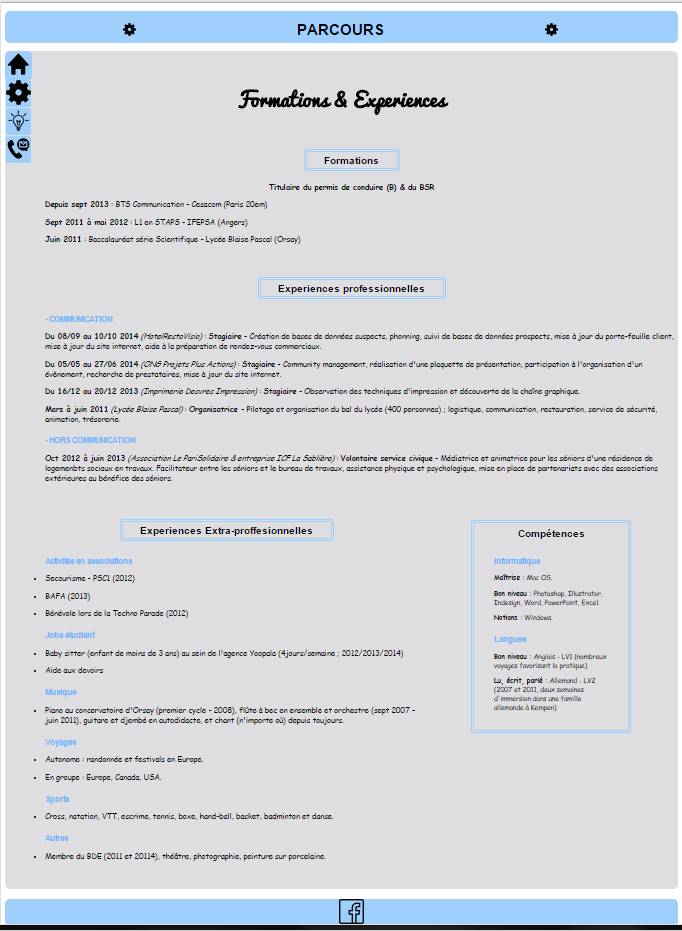 PARCOURS
Formations & Experiences
Formations
Titulaire du permis de conduire (B) & du BSR
Depuis sept 2013 : BTS Communication - Cesacom (Paris 20em)
Sept 2011 à mai 2012 : L1 en STAPS - IFEPSA (Angers)
Juin 2011 : Baccalauréat série Scientifique - Lycée Blaise Pascal (Orsay)
Experiences professionnelles
- COMMUNICATION
Du 08/09 au 10/10 2014 (HotelRestoVisio) : Stagiaire - Création de bases de données suspects, phonning, suivi de bases de données prospects, mise à jour du porte-feuille client,
mise à jour du site internet, aide à la préparation de rendez-vous commerciaux.
Du 05/05 au 27/06 2014 (ONG Projets Plus Actions) : Stagiaire - Community management, réalisation d'une plaquette de présentation, participation à l'organisation d'un
évènement, recherche de prestataires, mise à jour du site internet.
Du 16/12 au 20/12 2013 (Imprimerie Desvres Impression) : Stagiaire - Observation des techniques d'impression et découverte de la chaîne graphique.
Mars à juin 2011 (Lycée Blaise Pascal) : Organisatrice - Pilotage et organisation du bal du lycée (400 personnes) ; logistique, communication, restauration, service de sécurité,
animation, trésorerie.
- HORS COMMUNICATION
Oct 2012 à juin 2013 (Association Le PariSolidaire & entreprise ICF La Sablière) : Volontaire service civique - Médiatrice et animatrice pour les séniors d'une résidence de
logemenbts sociaux en travaux. Facilitateur entre les séniors et le bureau de travaux, assistance physique et psychologique, mise en place de partenariats avec des associations
extérieures au bénéfice des séniors.
Experiences Extra-proffesionnelles
Activités en associations
• Secourisme - PSC1 (2012)
• BAFA (2013)
• Bénévole lors de la Techno Parade (2012)
Jobs étudiant
• Baby sitter (enfant de moins de 3 ans) au sein de l'agence Yoopala (4jours/semaine ; 2012/2013/2014)
• Aide aux devoirs
Musique
• Piano au concervatoire d'Orsay (premier cycle - 2008), flûte à bec en ensemble et orchestre (sept 2007 -
juin 2011), guitare et djembé en autodidacte, et chant (n'importe où) depuis toujours.
Voyages
• Autonome : randonnée et festivals en Europe.
• En groupe : Europe, Canada, USA.
Sports
• Cross, natation, VTT, escrime, tennis, boxe, hand-ball, basket, badminton et danse.
Autres
• Membre du BDE (2011 et 20114), théâtre, photographie, peinture sur porcelaine.
Compétences
Informatique
Maîtrise : Mac OS.
Bon niveau : Photoshop, Illustrator,
Indesign, Word, PowerPoint, Excel.
Notions : Windows.
Langues
Bon niveau : Anglais - LV1 (nombreux
voyages favorisant la pratique).
Lu, écrit, parlé : Allemand - LV2
(2007 et 2011, deux semaines
d'immersion dans une famille
allemande à Kempen).